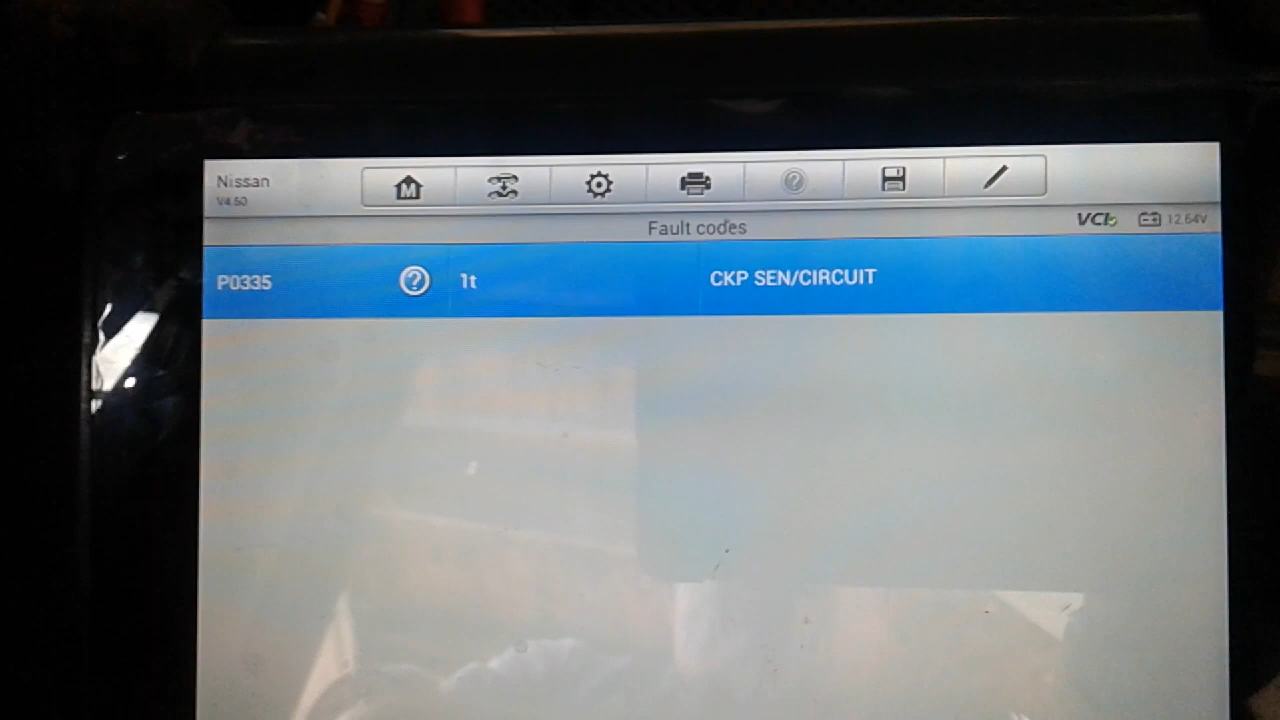 Nissan
V4.50
M
Fault codes
VCI
12.64V
P0335 ? 1t CKP SEN/CIRCUIT